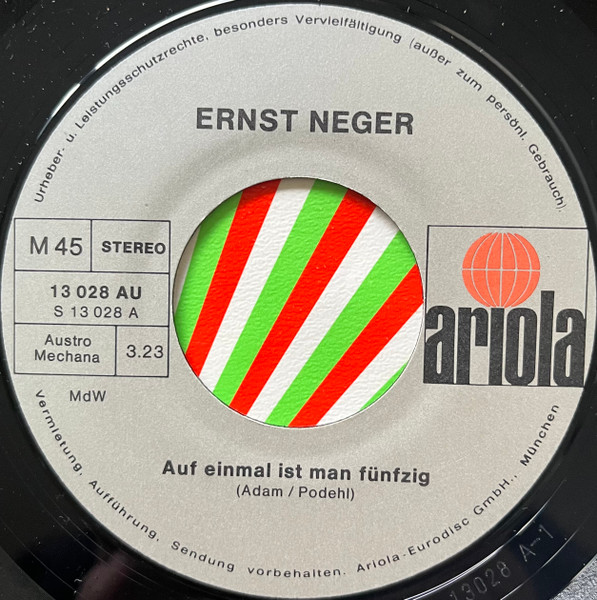 Urheber- u. Leistungsschutzrechte, besonders Vervielfältigung (außer zum persönl. Gebrauch),
ERNST NEGER
M 45
STEREO
13 028 AU
S 13 028 A
Austro
Mechana
3.23
MdW
ariola
Auf einmal ist man fünfzig
(Adam / Podehl)
Vermietung, Aufführung, Sendung vorbehalten. Ariola-Eurodisc GmbH., München
13028 A-1